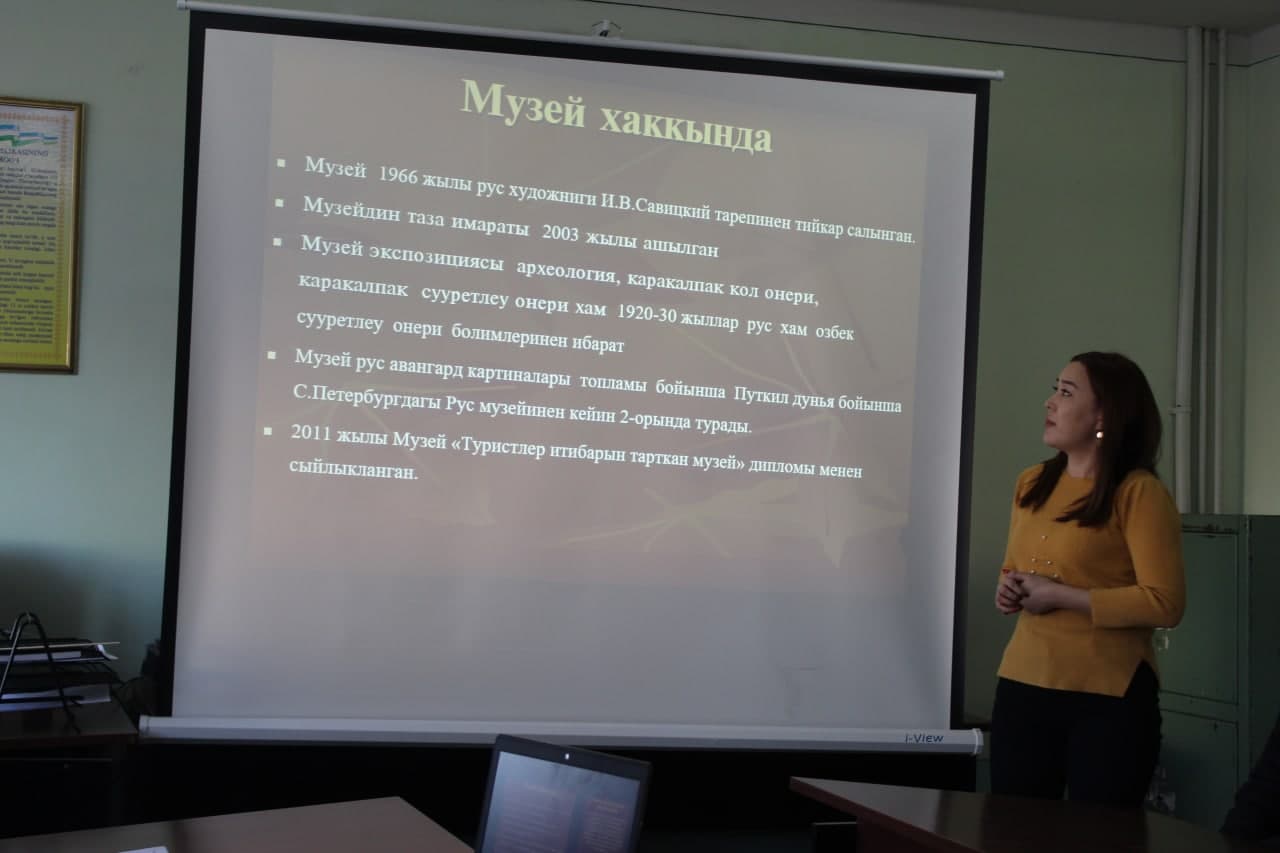 Музей хаккында
▪ Музей 1966 жылы рус художниги И.В.Савицкий тарепинен тийкар салынган.
▪ Музейдин таза имараты 2003 жылы ашылган
▪ Музей экспозициясы археология, каракалпак кол онери,
каракалпак сууретлеу онери хам 1920-30 жыллар рус хам озбек
сууретлеу онери болимлеринен ибарат
▪ Музей рус авангард картиналары топламы бойынша Путкил дунья бойынша
С.Петербургдагы Рус музейинен кейин 2-орында турады.
▪ 2011 жылы Музей «Туристлер итибарын тарткан музей» дипломы менен
сыйлыкланган.
i-View